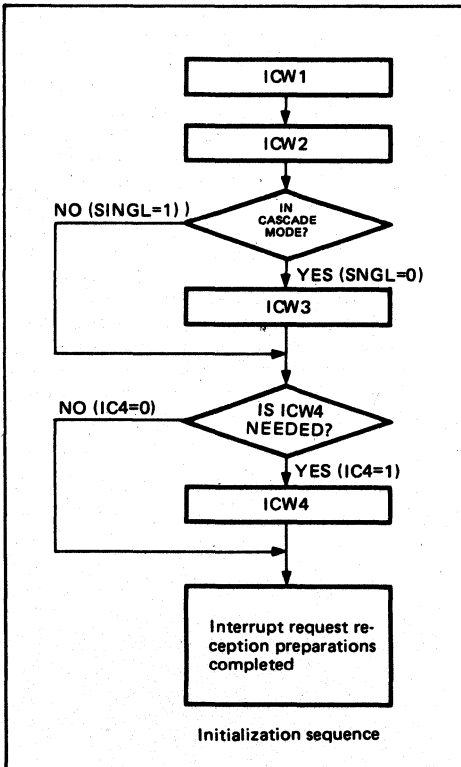 ICW1
ICW2
IN
CASCADE
MODE?
NO (SINGL=1) )
YES (SNGL=0)
ICW3
NO (IC4=0)
IS ICW4
NEEDED?
YES (IC4=1)
ICW4
Interrupt request re-
ception preparations
completed
Initialization sequence